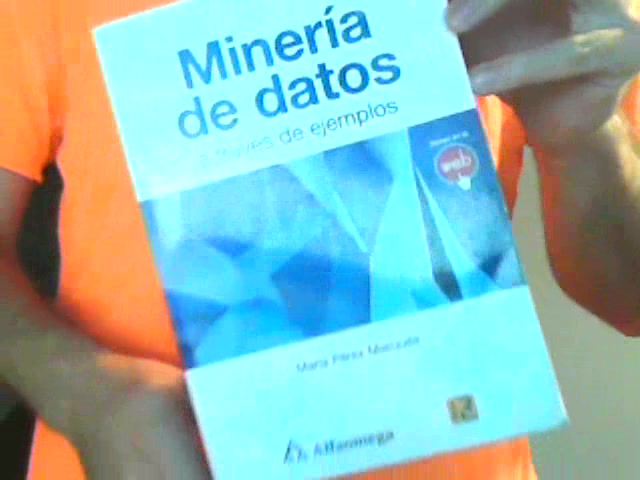 Minería
de datos
a través de ejemplos
web
María Pérez Marqués
Alfaomega